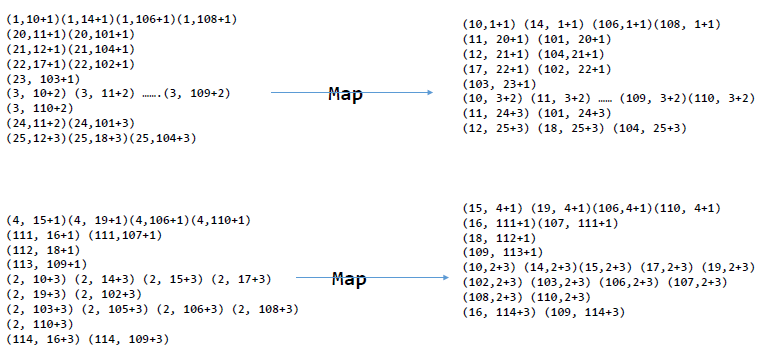 (1,10+1)(1,14+1)(1,106+1)(1,108+1)
(20,11+1)(20,101+1)
(21,12+1)(21,104+1)
(22,17+1)(22,102+1)
(23, 103+1)
(3, 10+2) (3, 11+2) …….(3, 109+2)
(3, 110+2)
(24,11+2)(24,101+3)
(25,12+3)(25,18+3)(25,104+3)
Map
(10,1+1) (14, 1+1) (106,1+1)(108, 1+1)
(11, 20+1) (101, 20+1)
(12, 21+1) (104,21+1)
(17, 22+1) (102, 22+1)
(103, 23+1)
(10, 3+2) (11, 3+2) …… (109, 3+2)(110, 3+2)
(11, 24+3) (101, 24+3)
(12, 25+3) (18, 25+3) (104, 25+3)
(4, 15+1)(4, 19+1)(4,106+1)(4,110+1)
(111, 16+1) (111,107+1)
(112, 18+1)
(113, 109+1)
(2, 10+3) (2, 14+3) (2, 15+3) (2, 17+3)
(2, 19+3) (2, 102+3)
(2, 103+3) (2, 105+3) (2, 106+3) (2, 108+3)
(2, 110+3)
(114, 16+3) (114, 109+3)
Map
(15, 4+1) (19, 4+1)(106,4+1)(110, 4+1)
(16, 111+1)(107, 111+1)
(18, 112+1)
(109, 113+1)
(10,2+3) (14,2+3)(15,2+3) (17,2+3) (19,2+3)
(102,2+3) (103,2+3) (106,2+3) (107,2+3)
(108,2+3) (110,2+3)
(16, 114+3) (109, 114+3)